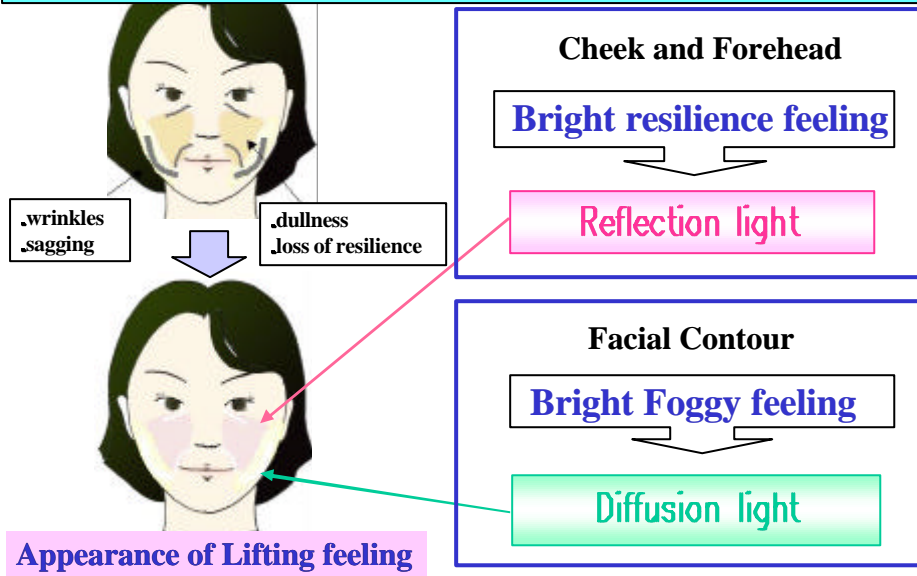 .wrinkles
.sagging
.dullness
.loss of resilience
Appearance of Lifting feeling
Cheek and Forehead
Bright resilience feeling
Reflection light
Facial Contour
Bright Foggy feeling
Diffusion light